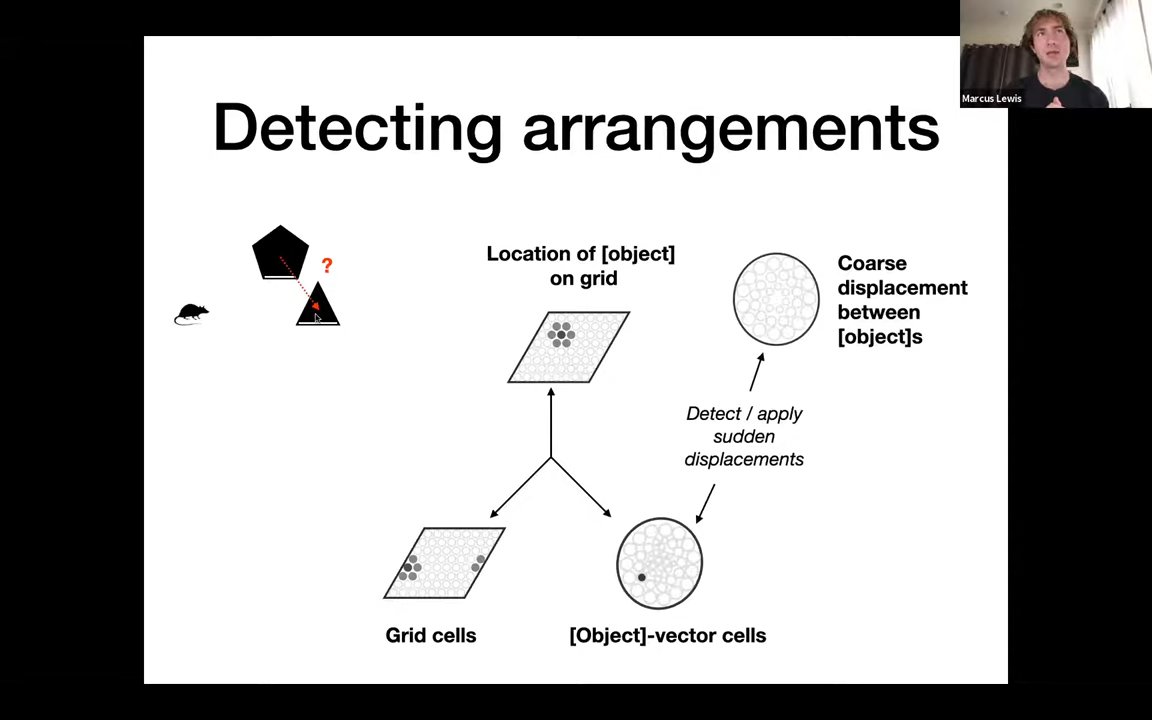 Marcus Lewis
Detecting arrangements
?
Location of [object]
on grid
Coarse
displacement
between
[object]s
Detect / apply
sudden
displacements
Grid cells
[Object]-vector cells